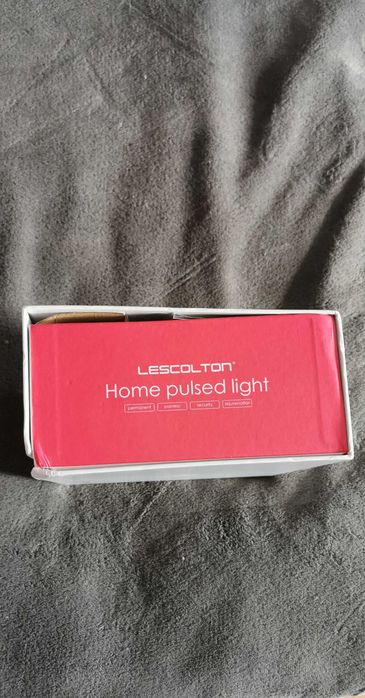 LESCOLTON®
Home pulsed light
permanent painless security rejuvenation